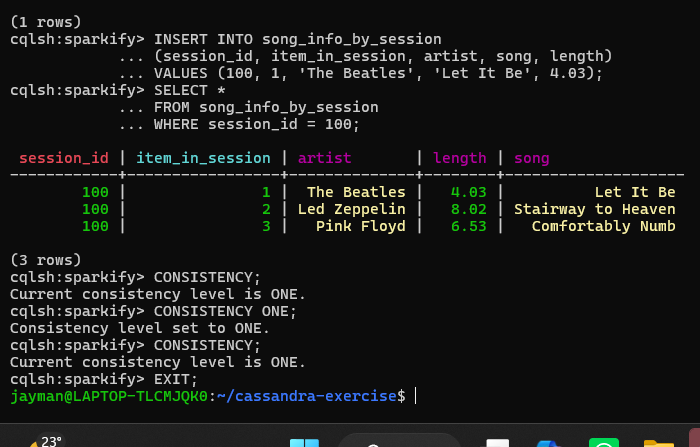 (1 rows)
cqlsh:sparkify> INSERT INTO song_info_by_session
            ... (session_id, item_in_session, artist, song, length)
            ... VALUES (100, 1, 'The Beatles', 'Let It Be', 4.03);
cqlsh:sparkify> SELECT *
            ... FROM song_info_by_session
            ... WHERE session_id = 100;
 session_id | item_in_session | artist       | length | song
------------+-----------------+--------------+--------+--------------------
        100 |               1 |  The Beatles |   4.03 |          Let It Be
        100 |               2 | Led Zeppelin |   8.02 | Stairway to Heaven
        100 |               3 |   Pink Floyd |   6.53 |   Comfortably Numb
(3 rows)
cqlsh:sparkify> CONSISTENCY;
Current consistency level is ONE.
cqlsh:sparkify> CONSISTENCY ONE;
Consistency level set to ONE.
cqlsh:sparkify> CONSISTENCY;
Current consistency level is ONE.
cqlsh:sparkify> EXIT;
jayman@LAPTOP-TLCMJQK0:~/cassandra-exercise$
23°